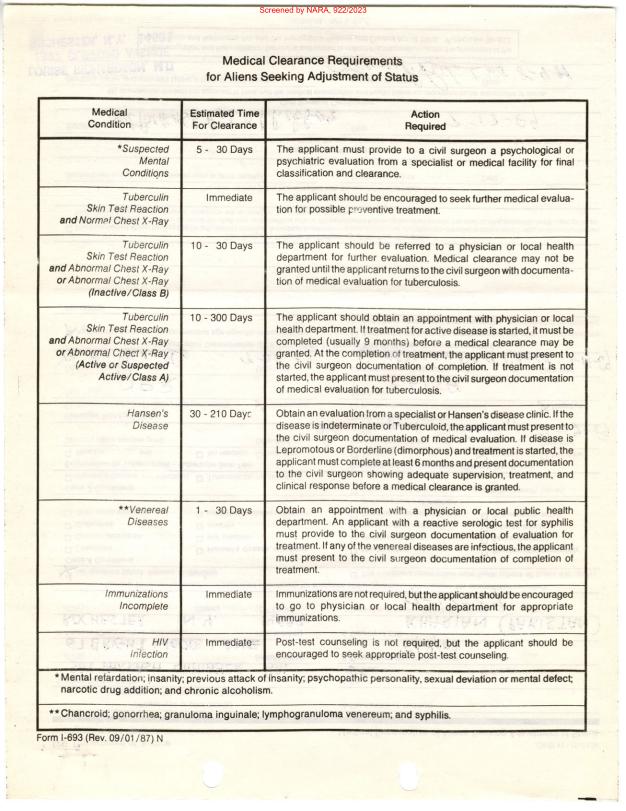 Screened by NARA, 922/2023
Medical Clearance Requirements
for Aliens Seeking Adjustment of Status
Medical
Condition
Estimated Time
For Clearance
Action
Required
*Suspected
Mental
Conditions
5 - 30 Days
The applicant must provide to a civil surgeon a psychological or
psychiatric evaluation from a specialist or medical facility for final
classification and clearance.
Tuberculin
Skin Test Reaction
and Normal Chest X-Ray
Immediate
The applicant should be encouraged to seek further medical evalua-
tion for possible preventive treatment.
Tuberculin
Skin Test Reaction
and Abnormal Chest X-Ray
or Abnormal Chest X-Ray
(Inactive/Class B)
10 - 30 Days
The applicant should be referred to a physician or local health
department for further evaluation. Medical clearance may not be
granted until the applicant returns to the civil surgeon with documenta-
tion of medical evaluation for tuberculosis.
Tuberculin
Skin Test Reaction
and Abnormal Chest X-Ray
or Abnormal Chect X-Ray
(Active or Suspected
Active/Class A)
10 - 300 Days
The applicant should obtain an appointment with physician or local
health department. If treatment for active disease is started, it must be
completed (usually 9 months) before a medical clearance may be
granted. At the completion of treatment, the applicant must present to
the civil surgeon documentation of completion. If treatment is not
started, the applicant must present to the civil surgeon documentation
of medical evaluation for tuberculosis.
Hansen's
Disease
30 - 210 Days
Obtain an evaluation from a specialist or Hansen's disease clinic. If the
disease is indeterminate or Tuberculoid, the applicant must present to
the civil surgeon documentation of medical evaluation. If disease is
Lepromotous or Borderline (dimorphous) and treatment is started, the
applicant must complete at least 6 months and present documentation
to the civil surgeon showing adequate supervision, treatment, and
clinical response before a medical clearance is granted.
**Venereal
Diseases
1 - 30 Days
Obtain an appointment with a physician or local public health
department. An applicant with a reactive serologic test for syphilis
must provide to the civil surgeon documentation of evaluation for
treatment. If any of the venereal diseases are infectious, the applicant
must present to the civil surgeon documentation of completion of
treatment.
Immunizations
Incomplete
Immediate
Immunizations are not required, but the applicant should be encouraged
to go to physician or local health department for appropriate
immunizations.
HIV
Infection
Immediate
Post-test counseling is not required, but the applicant should be
encouraged to seek appropriate post-test counseling.
* Mental retardation; insanity; previous attack of insanity; psychopathic personality, sexual deviation or mental defect;
narcotic drug addition; and chronic alcoholism.
** Chancroid; gonorrhea; granuloma inguinale; lymphogranuloma venereum; and syphilis.
Form I-693 (Rev. 09/01/87) N